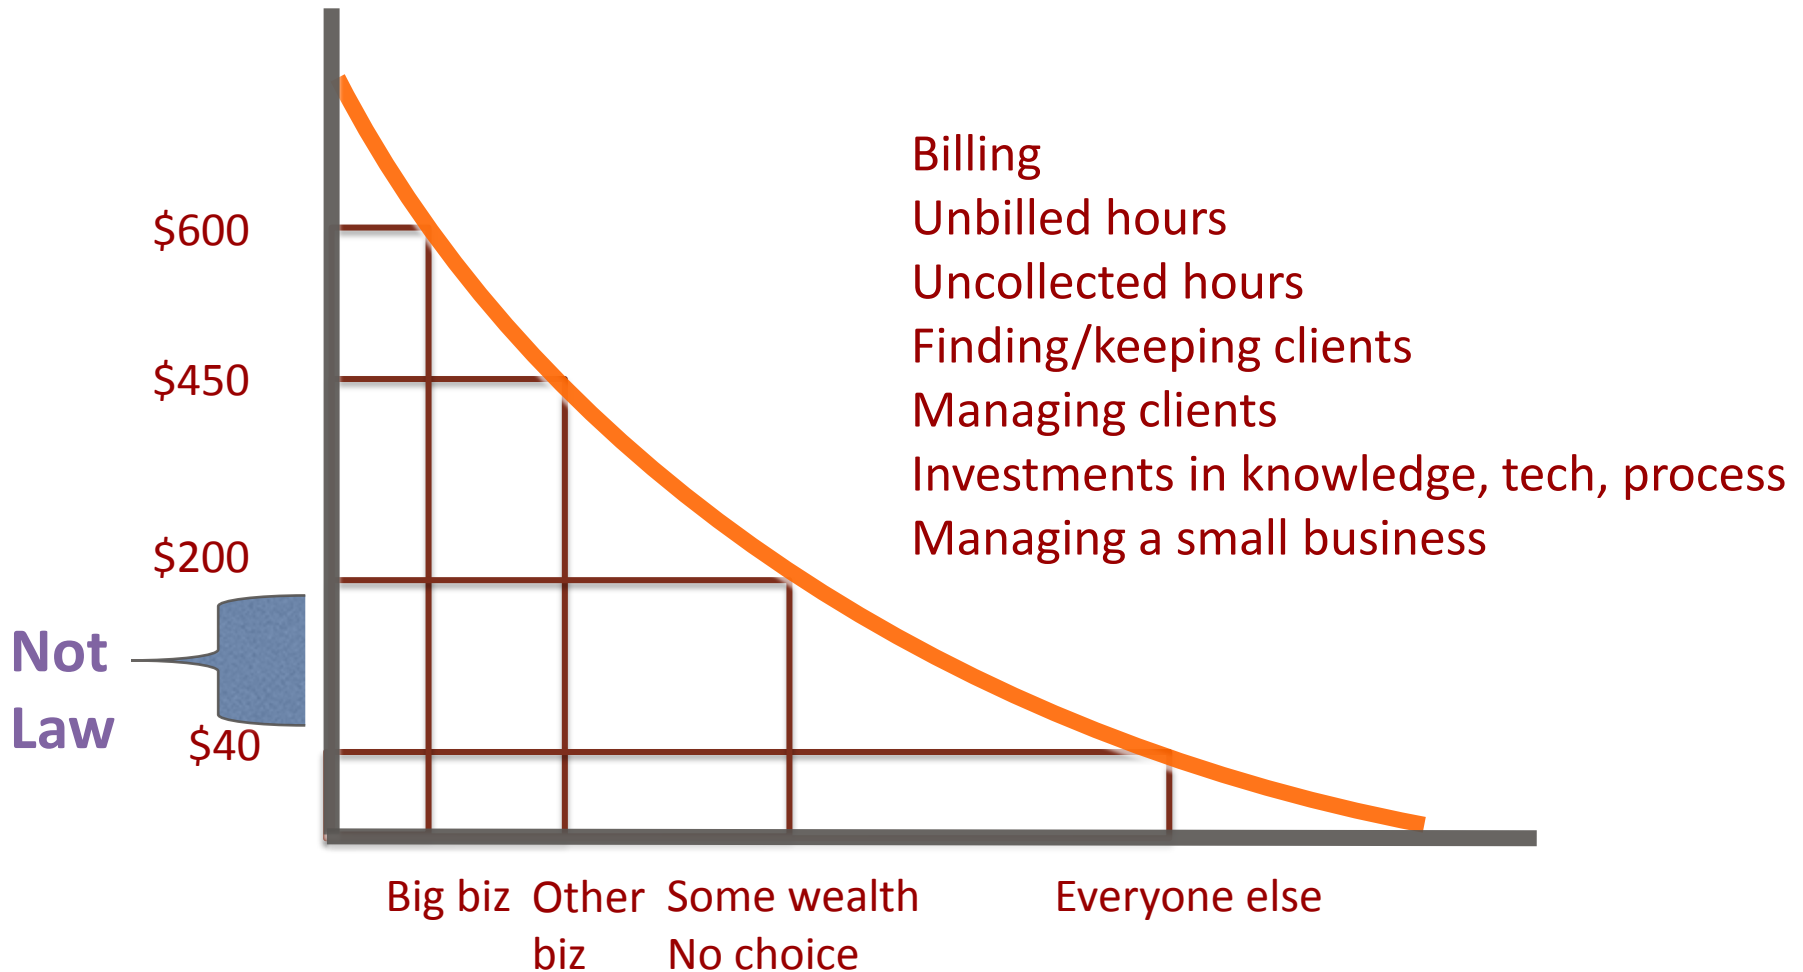 $600
$450
$200
$40
Not
Law
Billing
Unbilled hours
Uncollected hours
Finding/keeping clients
Managing clients
Investments in knowledge, tech, process
Managing a small business
Big biz
Other
biz
Some wealth
No choice
Everyone else